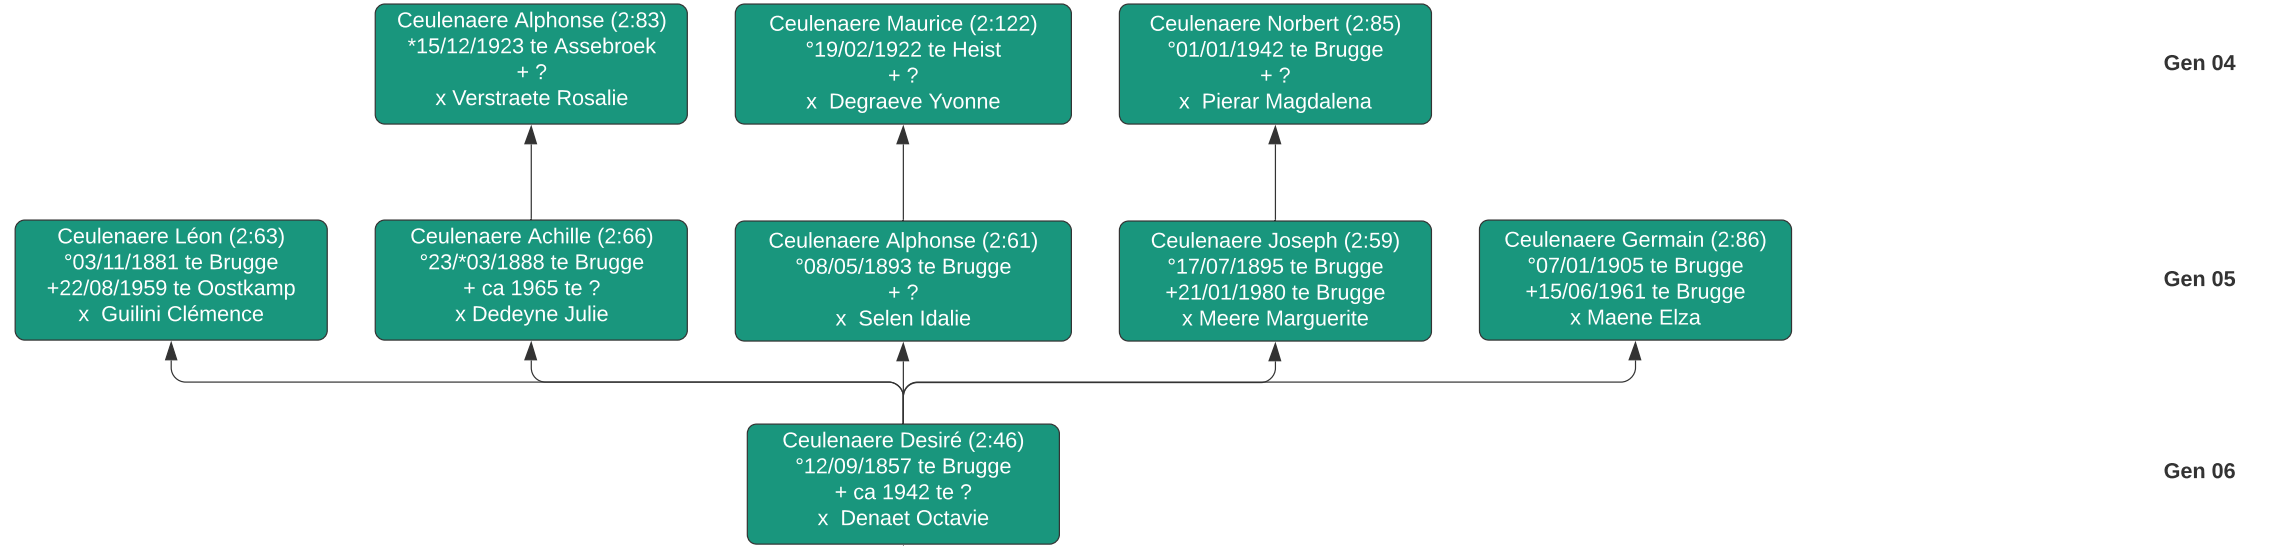 Ceulenaere Alphonse (2:83)
*15/12/1923 te Assebroek
+ ?
x Verstraete Rosalie
Ceulenaere Maurice (2:122)
°19/02/1922 te Heist
+ ?
x  Degraeve Yvonne
Ceulenaere Norbert (2:85)
°01/01/1942 te Brugge
+ ?
x  Pierar Magdalena
Gen 04
Ceulenaere Léon (2:63)
°03/11/1881 te Brugge
+22/08/1959 te Oostkamp
x  Guilini Clémence
Ceulenaere Achille (2:66)
°23/*03/1888 te Brugge
+ ca 1965 te ?
x Dedeyne Julie
Ceulenaere Alphonse (2:61)
°08/05/1893 te Brugge
+ ?
x  Selen Idalie
Ceulenaere Joseph (2:59)
°17/07/1895 te Brugge
+21/01/1980 te Brugge
x Meere Marguerite
Ceulenaere Germain (2:86)
°07/01/1905 te Brugge
+15/06/1961 te Brugge
x Maene Elza
Gen 05
Ceulenaere Desiré (2:46)
°12/09/1857 te Brugge
+ ca 1942 te ?
x  Denaet Octavie
Gen 06